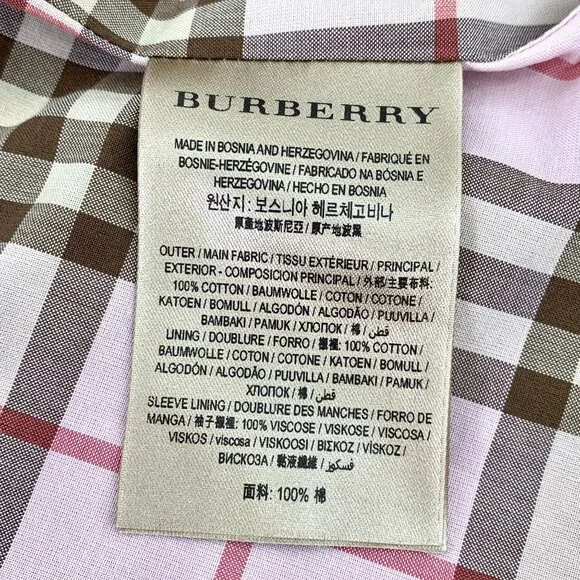 BURBERRY
MADE IN BOSNIA AND HERZEGOVINA / FABRIQUÉ EN
BOSNIE-HERZÉGOVINE / FABRICADO NA BÓSNIA E
HERZEGOVINA / HECHO EN BOSNIA
원산지 : 보스니아 헤르체고비나
原產地波斯尼亞 / 原产地波黑
OUTER / MAIN FABRIC / TISSU EXTÉRIEUR / PRINCIPAL /
EXTERIOR - COMPOSICION PRINCIPAL / 外部/主要布料:
100% COTTON / BAUMWOLLE / COTON / COTONE /
KATOEN / BOMULL / ALGODÓN / ALGODÃO / PUUVILLA /
BAMBAKI / PAMUK / ХЛОПОК / 棉 / قطن /
LINING / DOUBLURE / FORRO / 襯裡: 100% COTTON /
BAUMWOLLE / COTON / COTONE / KATOEN / BOMULL /
ALGODÓN / ALGODÃO / PUUVILLA / BAMBAKI / PAMUK /
ХЛОПОК / 棉 / قطن /
SLEEVE LINING / DOUBLURE DES MANCHES / FORRO DE
MANGA / 袖子襯裡: 100% VISCOSE / VISKOSE / VISCOSA /
VISKOS / viscosa / VISKOOSI / ΒΙΣΚΟΖ / VİSKOZ /
ВИСКОЗА / 黏液纖維 / فسكوز /
面料: 100% 棉